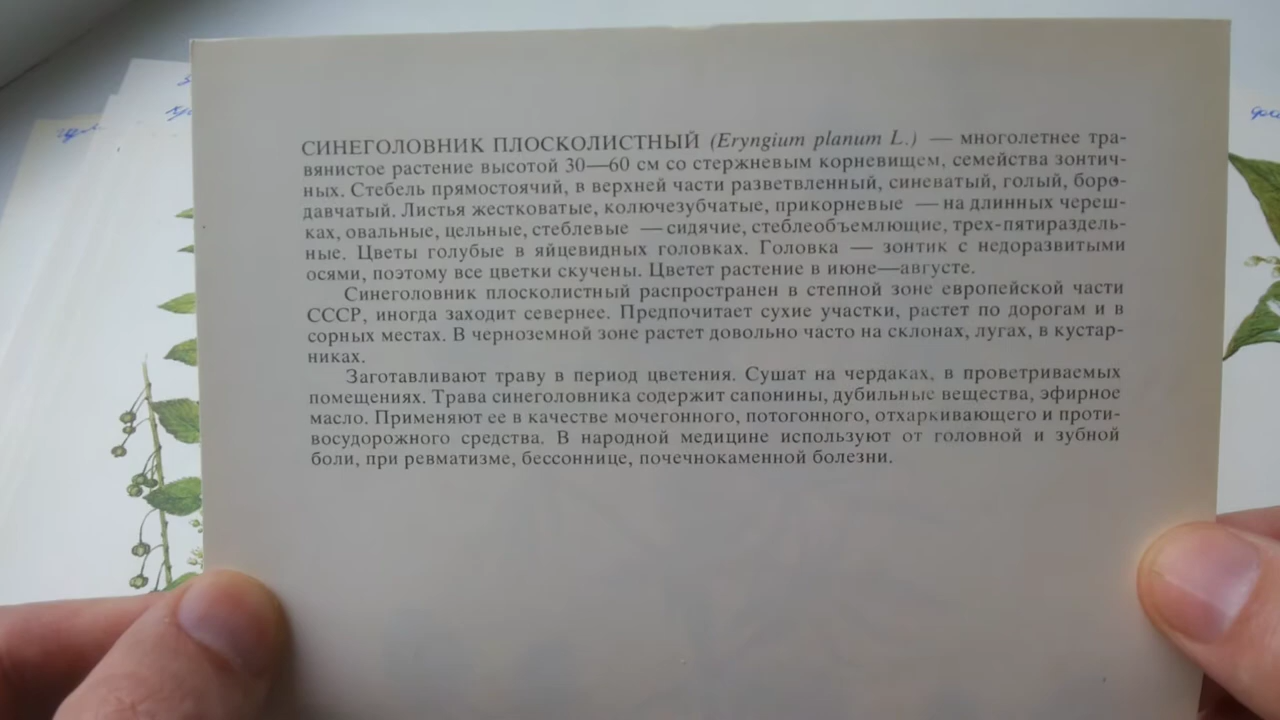 СИНЕГОЛОВНИК ПЛОСКОЛИСТНЫЙ (Eryngium planum L.) — многолетнее тра-
вянистое растение высотой 30—60 см со стержневым корневищем, семейства зонтич-
ных. Стебель прямостоячий, в верхней части разветвленный, синеватый, голый, боро-
давчатый. Листья жестковатые, колючезубчатые, прикорневые — на длинных череш-
ках, овальные, цельные, стеблевые — сидячие, стеблеобъемлющие, трех-пятираздель-
ные. Цветы голубые в яйцевидных головках. Головка — зонтик с недоразвитыми
осями, поэтому все цветки скучены. Цветет растение в июне—августе.
Синеголовник плосколистный распространен в степной зоне европейской части
СССР, иногда заходит севернее. Предпочитает сухие участки, растет по дорогам и в
сорных местах. В черноземной зоне растет довольно часто на склонах, лугах, в кустар-
никах.
Заготавливают траву в период цветения. Сушат на чердаках, в проветриваемых
помещениях. Трава синеголовника содержит сапонины, дубильные вещества, эфирное
масло. Применяют ее в качестве мочегонного, потогонного, отхаркивающего и проти-
восудорожного средства. В народной медицине используют от головной и зубной
боли, при ревматизме, бессоннице, почечнокаменной болезни.